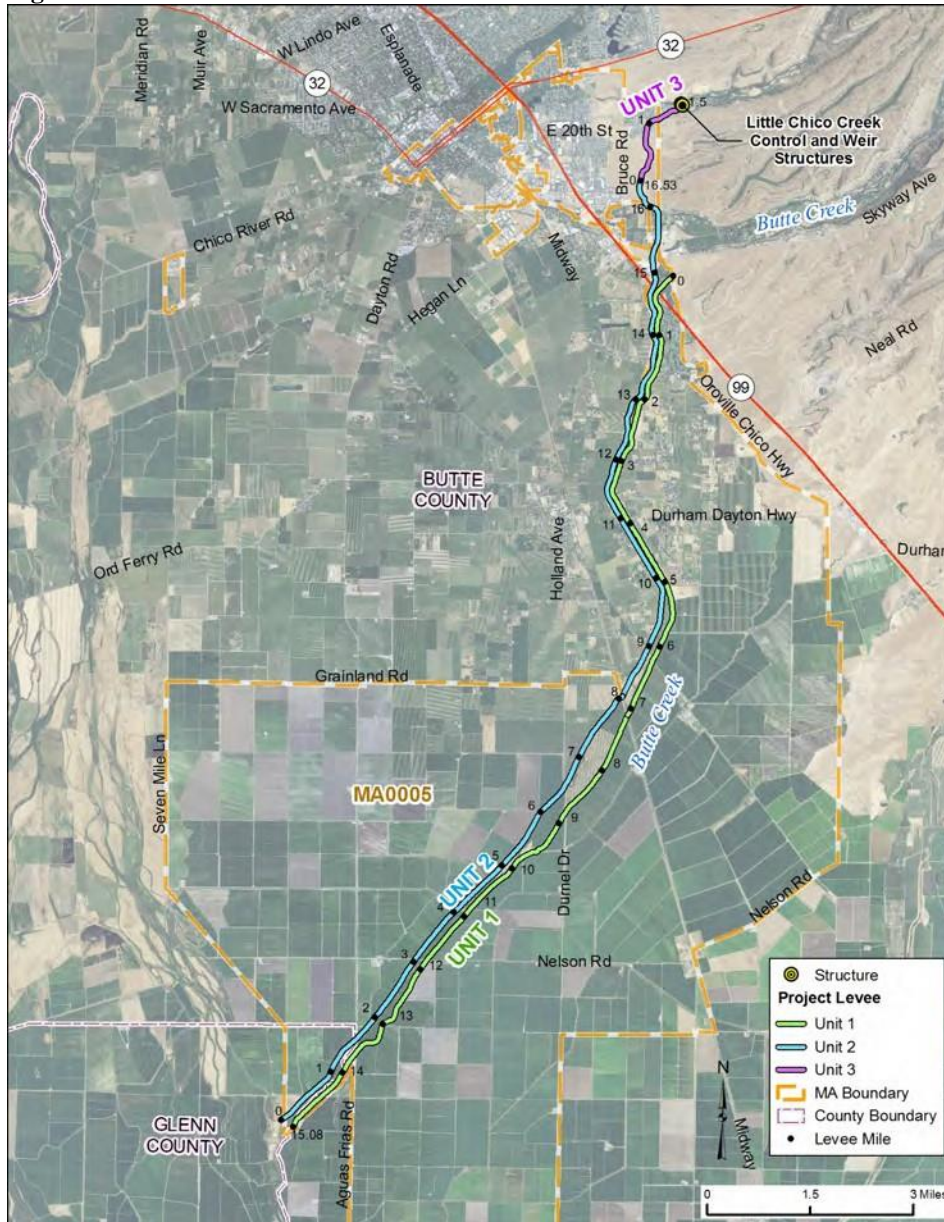 Meridian Rd
Muir Ave
W Lindo Ave
Esplanade
32
32
W Sacramento Ave
UNIT 3
1.5
1
E 20th St
Little Chico Creek
Control and Weir
Structures
Bruce Rd
0
16.53
16
Butte Creek
Skyway Ave
Chico River Rd
Midway
Dayton Rd
Hegan Ln
15
0
14
1
Neal Rd
99
Oroville Chico Hwy
13
2
12
3
BUTTE
COUNTY
11
4
Durham Dayton Hwy
Holland Ave
Ord Ferry Rd
Durham
10
5
9
6
Grainland Rd
8
7
Butte Creek
7
8
Seven Mile Ln
MA0005
6
9
5
10
UNIT 2
Durnel Dr
4
11
UNIT 1
Nelson Rd
3
12
Nelson Rd
2
13
1
14
0
15.08
GLENN
COUNTY
Aguas Frias Rd
Midway
N
Structure
Project Levee
Unit 1
Unit 2
Unit 3
MA Boundary
County Boundary
Levee Mile
0 1.5 3 Miles